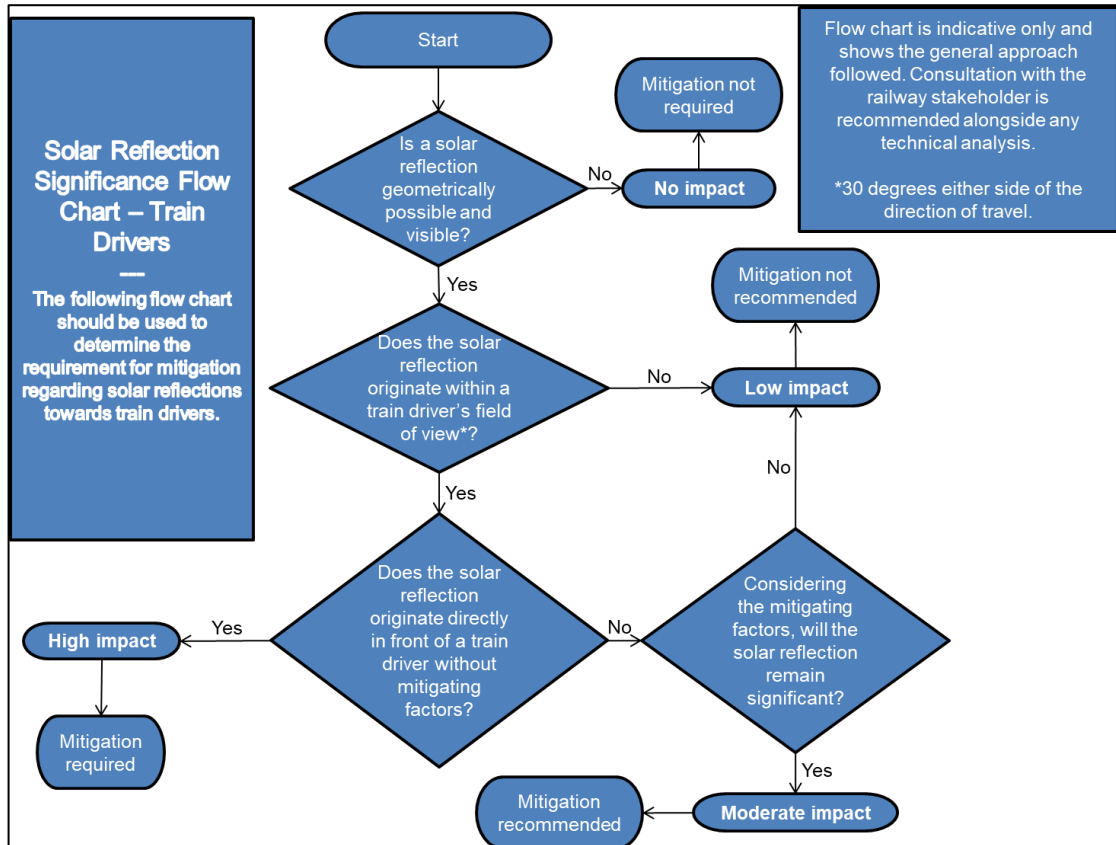 Solar Reflection
Significance Flow
Chart – Train
Drivers
---
The following flow chart
should be used to
determine the
requirement for mitigation
regarding solar reflections
towards train drivers.
Start
Flow chart is indicative only and
shows the general approach
followed. Consultation with the
railway stakeholder is
recommended alongside any
technical analysis.
*30 degrees either side of the
direction of travel.
Mitigation not
required
Is a solar
reflection
geometrically
possible and
visible?
No
No impact
Yes
Mitigation not
recommended
Does the solar
reflection
originate within a
train driver’s field
of view*?
No
Low impact
Yes
No
Does the solar
reflection
originate directly
in front of a train
driver without
mitigating
factors?
Yes
High impact
Mitigation
required
No
Considering
the mitigating
factors, will the
solar reflection
remain
significant?
Yes
Moderate impact
Mitigation
recommended